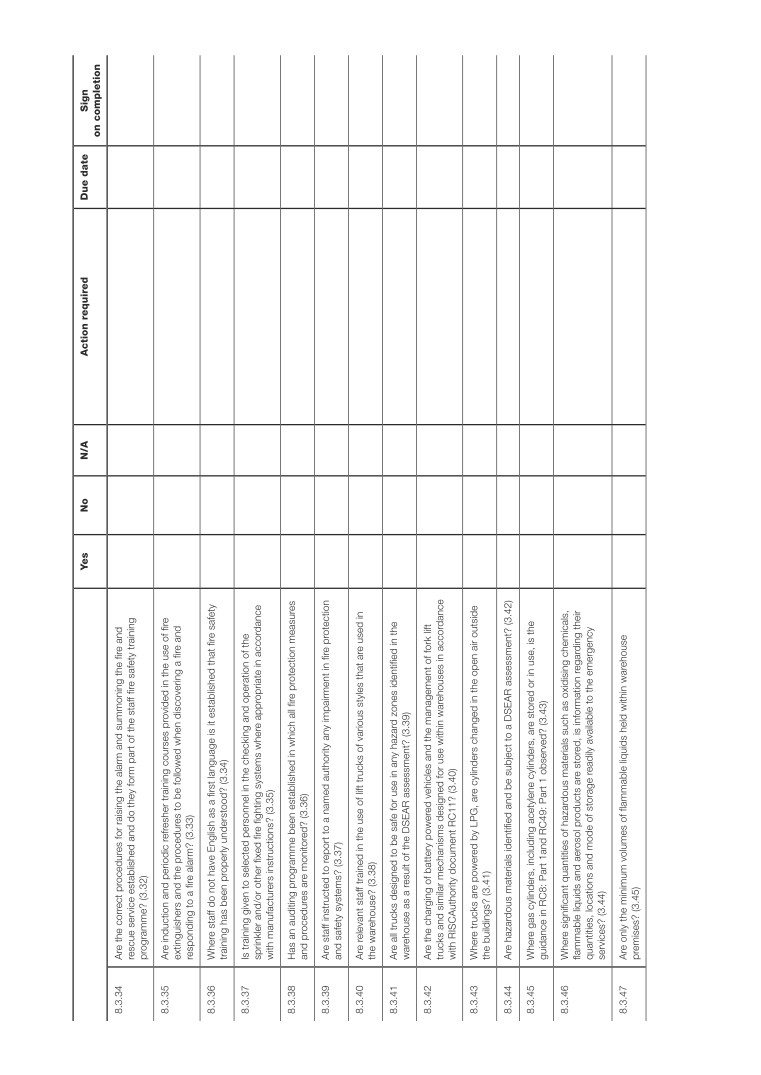 Yes No N/A Action required Due date Sign
on completion
8.3.34 Are the correct procedures for raising the alarm and summoning the fire and
rescue service established and do they form part of the staff fire safety training
programme? (3.32)
8.3.35 Are induction and periodic refresher training courses provided in the use of fire
extinguishers and the procedures to be followed when discovering a fire and
responding to a fire alarm? (3.33)
8.3.36 Where staff do not have English as a first language is it established that fire safety
training has been properly understood? (3.34)
8.3.37 Is training given to selected personnel in the checking and operation of the
sprinkler and/or other fixed fire fighting systems where appropriate in accordance
with manufacturers instructions? (3.35)
8.3.38 Has an auditing programme been established in which all fire protection measures
and procedures are monitored? (3.36)
8.3.39 Are staff instructed to report to a named authority any impairment in fire protection
and safety systems? (3.37)
8.3.40 Are relevant staff trained in the use of lift trucks of various styles that are used in
the warehouse? (3.38)
8.3.41 Are all trucks designed to be safe for use in any hazard zones identified in the
warehouse as a result of the DSEAR assessment? (3.39)
8.3.42 Are the charging of battery powered vehicles and the management of fork lift
trucks and similar mechanisms designed for use within warehouses in accordance
with RISCAuthority document RC11? (3.40)
8.3.43 Where trucks are powered by LPG, are cylinders changed in the open air outside
the buildings? (3.41)
8.3.44 Are hazardous materials identified and be subject to a DSEAR assessment? (3.42)
8.3.45 Where gas cylinders, including acetylene cylinders, are stored or in use, is the
guidance in RC8: Part 1and RC49: Part 1 observed? (3.43)
8.3.46 Where significant quantities of hazardous materials such as oxidising chemicals,
flammable liquids and aerosol products are stored, is information regarding their
quantities, locations and mode of storage readily available to the emergency
services? (3.44)
8.3.47 Are only the minimum volumes of flammable liquids held within warehouse
premises? (3.45)